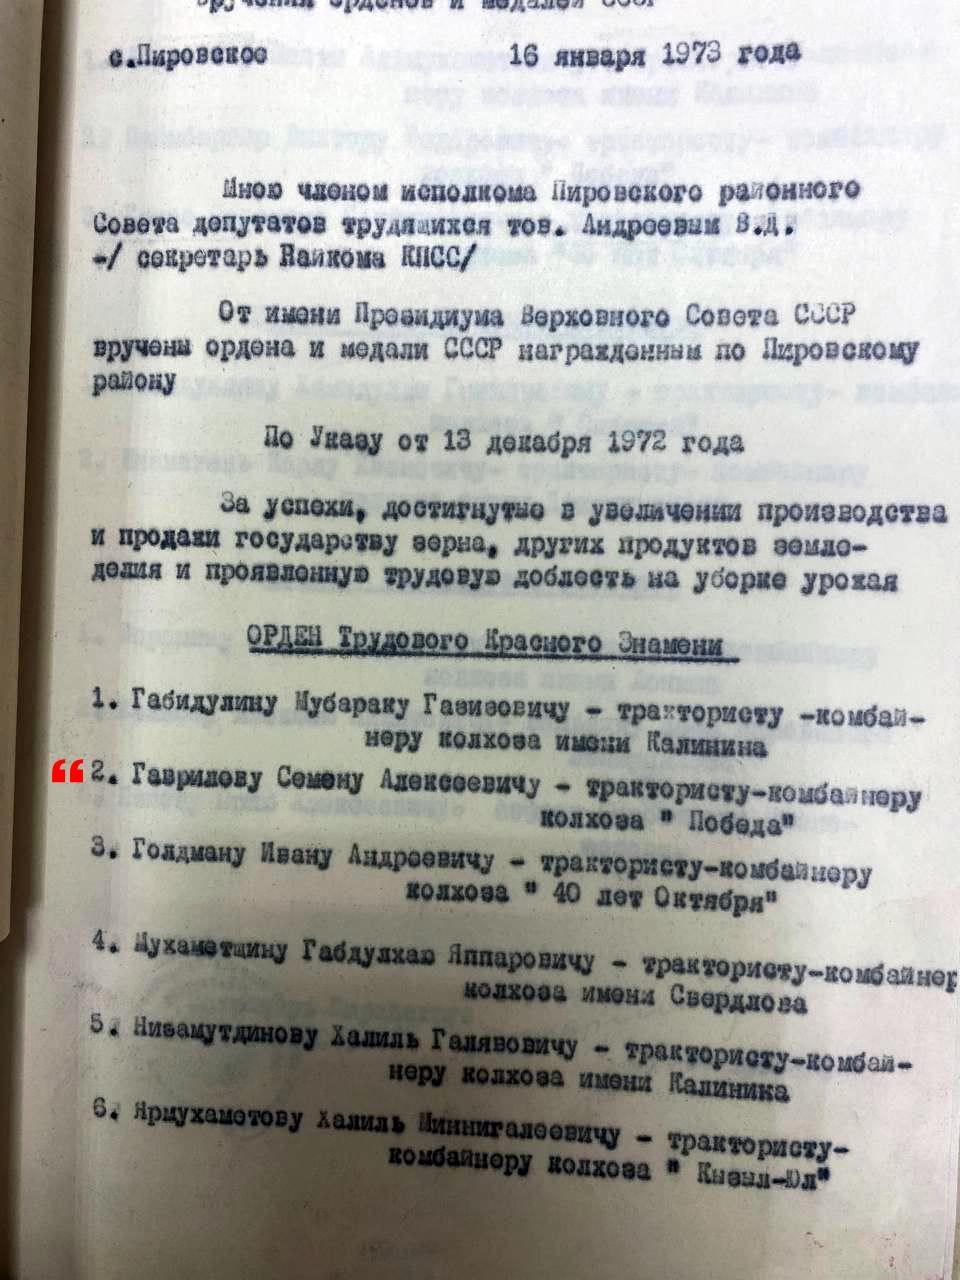 вручения орденов и медалей СССР
с.Пировское 16 января 1973 года
Мною членом исполкома Пировского районного
Совета депутатов трудящихся тов. Андреевым В.Д.
-/ секретарь Райкома КПСС/
От имени Президиума Верховного Совета СССР
вручены ордена и медали СССР награжденным по Пировскому
району
По Указу от 13 декабря 1972 года
За успехи, достигнутые в увеличении производства
и продажи государству зерна, других продуктов земле-
делия и проявленную трудовую доблесть на уборке урожая
ОРДЕН Трудового Красного Знамени
1. Габидулину Мубараку Газизовичу - трактористу -комбай-
неру колхоза имени Калинина
“ 2. Гаврилову Семену Алексеевичу - трактористу-комбайнеру
колхоза " Победа"
3. Голдману Ивану Андреевичу - трактористу-комбайнеру
колхоза " 40 лет Октября"
4. Мухаметшину Габдулхаю Яппаровичу - трактористу-комбайнер
колхоза имени Свердлова
5. Низамутдинову Халиль Галявовичу - трактористу-комбай-
неру колхоза имени Калиника
6. Ярмухаметову Халиль Миннигалеевичу - трактористу-
комбайнеру колхоза " Кызыл-Юл"